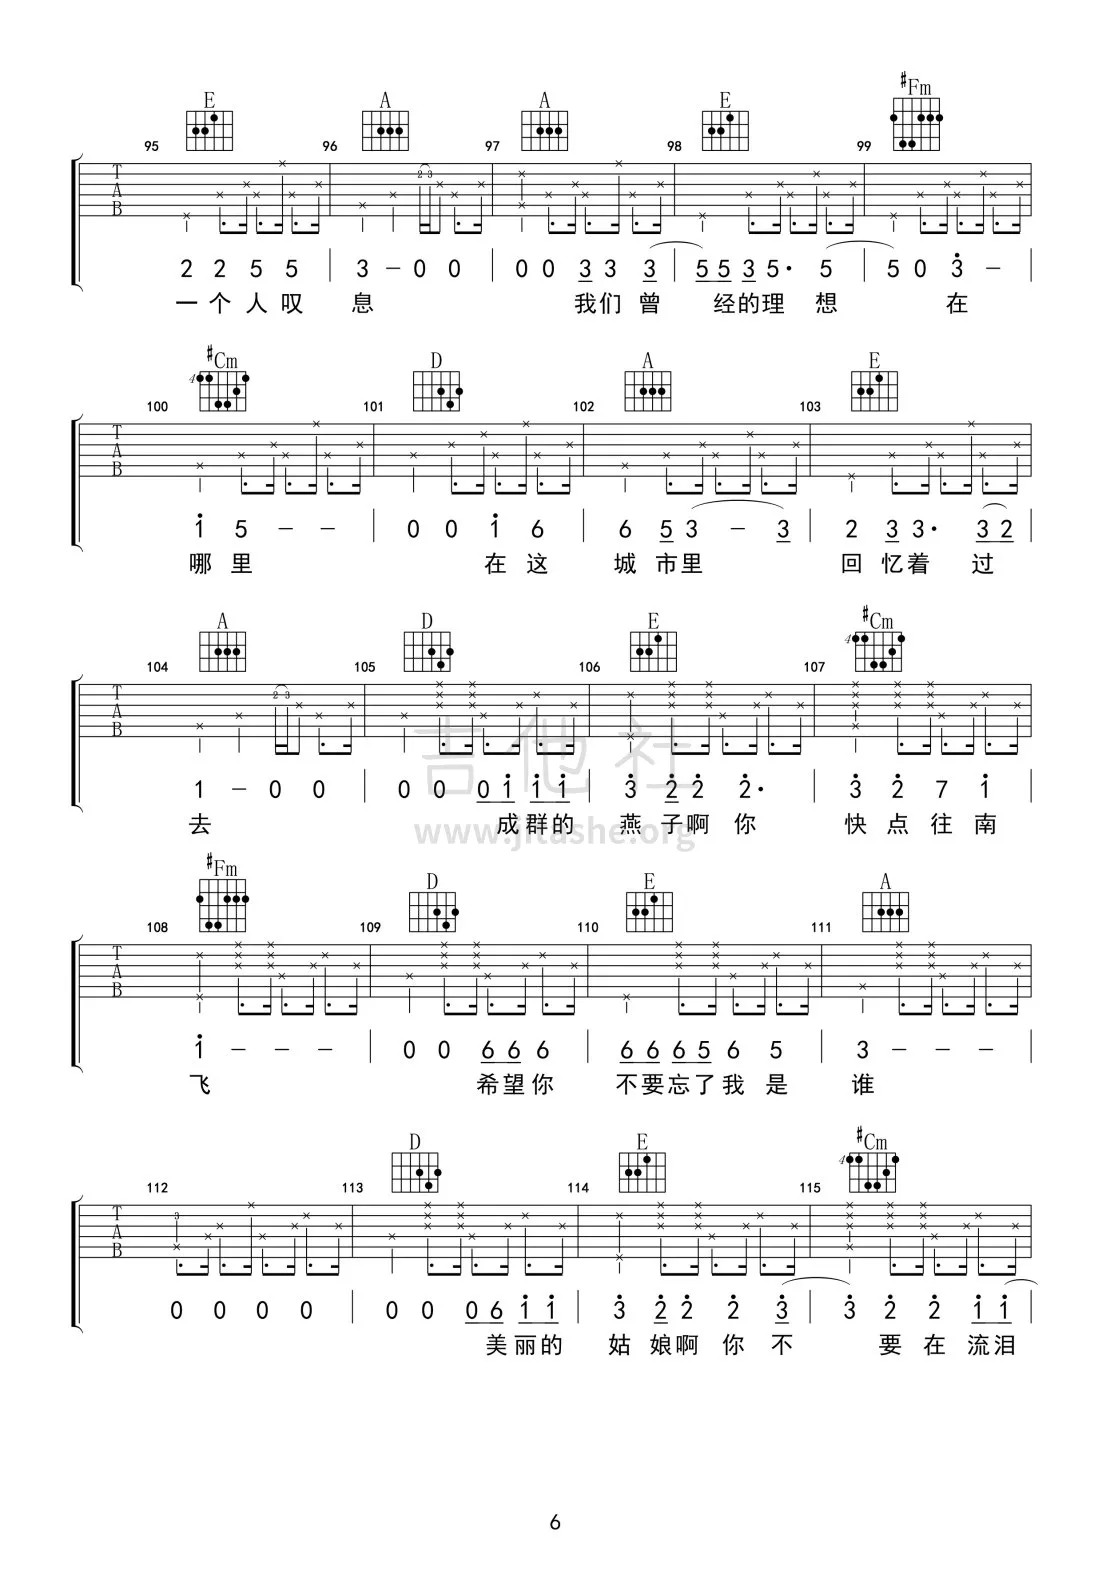 E A A E #Fm
95 96 97 98 99
T A B
2 2 5 5 3 – 0 0 0 0 3 3 3 5 5 3 5 · 5 5 0 3 –
一个人叹 息 我们曾 经的理 想 在
#Cm D A E
4
100 101 102 103
T A B
1 5 – – 0 0 1 6 6 5 3 – 3 2 3 3 · 3 2
哪里 在这 城市里 回忆着 过
A D E #Cm
4
104 105 106 107
2 3
T A B
1 – 0 0 0 0 0 1 1 1 3 2 2 2 · 3 2 7 1
去 成群的 燕子啊你 快点往南
吉他社
www.jitashe.org
#Fm D E A
108 109 110 111
T A B
1 – – – 0 0 6 6 6 6 6 6 5 6 5 3 – – –
飞 希望你 不要忘了我是 谁
D E #Cm
4
112 113 114 115
3
T A B
0 0 0 0 0 0 0 6 1 1 3 2 2 2 3 3 2 2 1 1
美丽的 姑娘啊你不 要在流泪
6